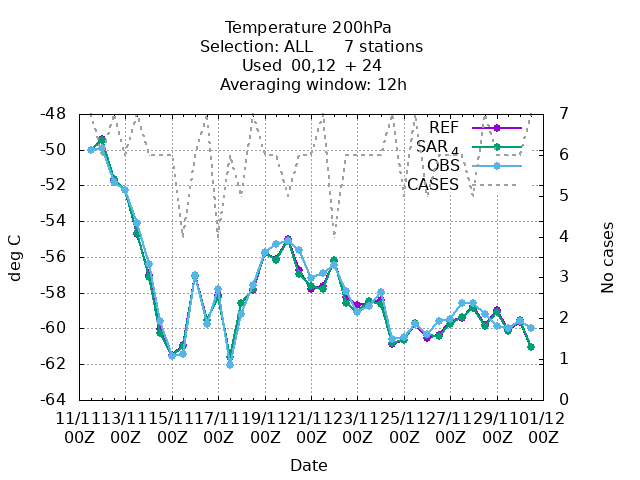 Temperature 200hPa
Selection: ALL 7 stations
Used 00,12 + 24
Averaging window: 12h
-48
-50
-52
-54
-56
-58
-60
-62
-64
deg C
7
6
5
4
3
2
1
0
No cases
REF
SAR 4
OBS
CASES
11/11 13/11 15/11 17/11 19/11 21/11 23/11 25/11 27/11 29/11 01/12
00Z 00Z 00Z 00Z 00Z 00Z 00Z 00Z 00Z 00Z 00Z
Date